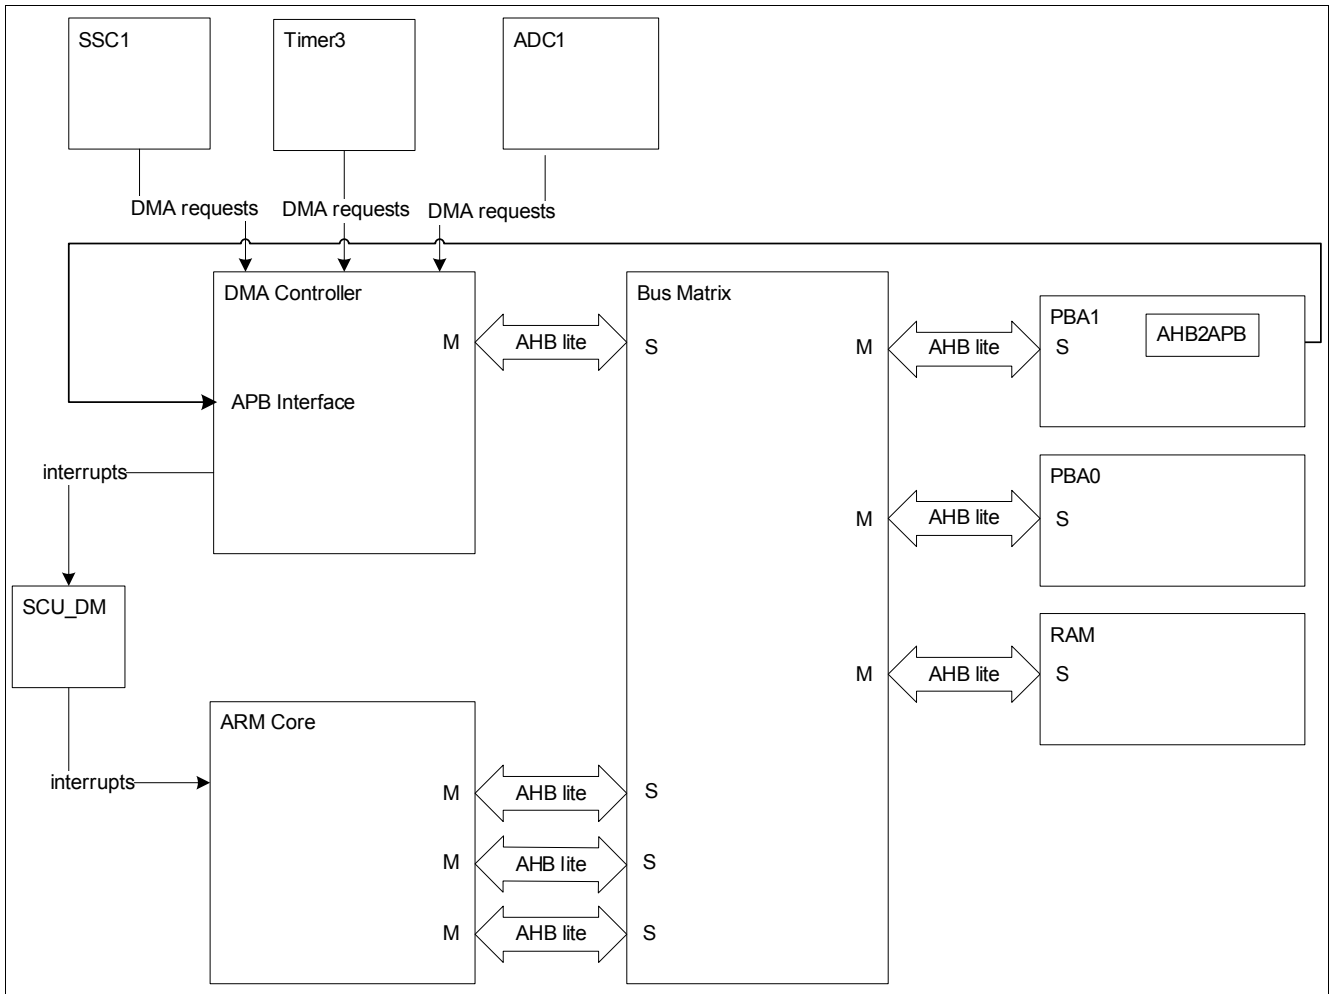 SSC1
Timer3
ADC1
DMA requests
DMA requests
DMA requests
DMA Controller
Bus Matrix
PBA1
AHB2APB
M
AHB lite
S
M
AHB lite
S
APB Interface
interrupts
PBA0
M
AHB lite
S
SCU_DM
RAM
M
AHB lite
S
ARM Core
interrupts
M
AHB lite
S
M
AHB lite
S
M
AHB lite
S